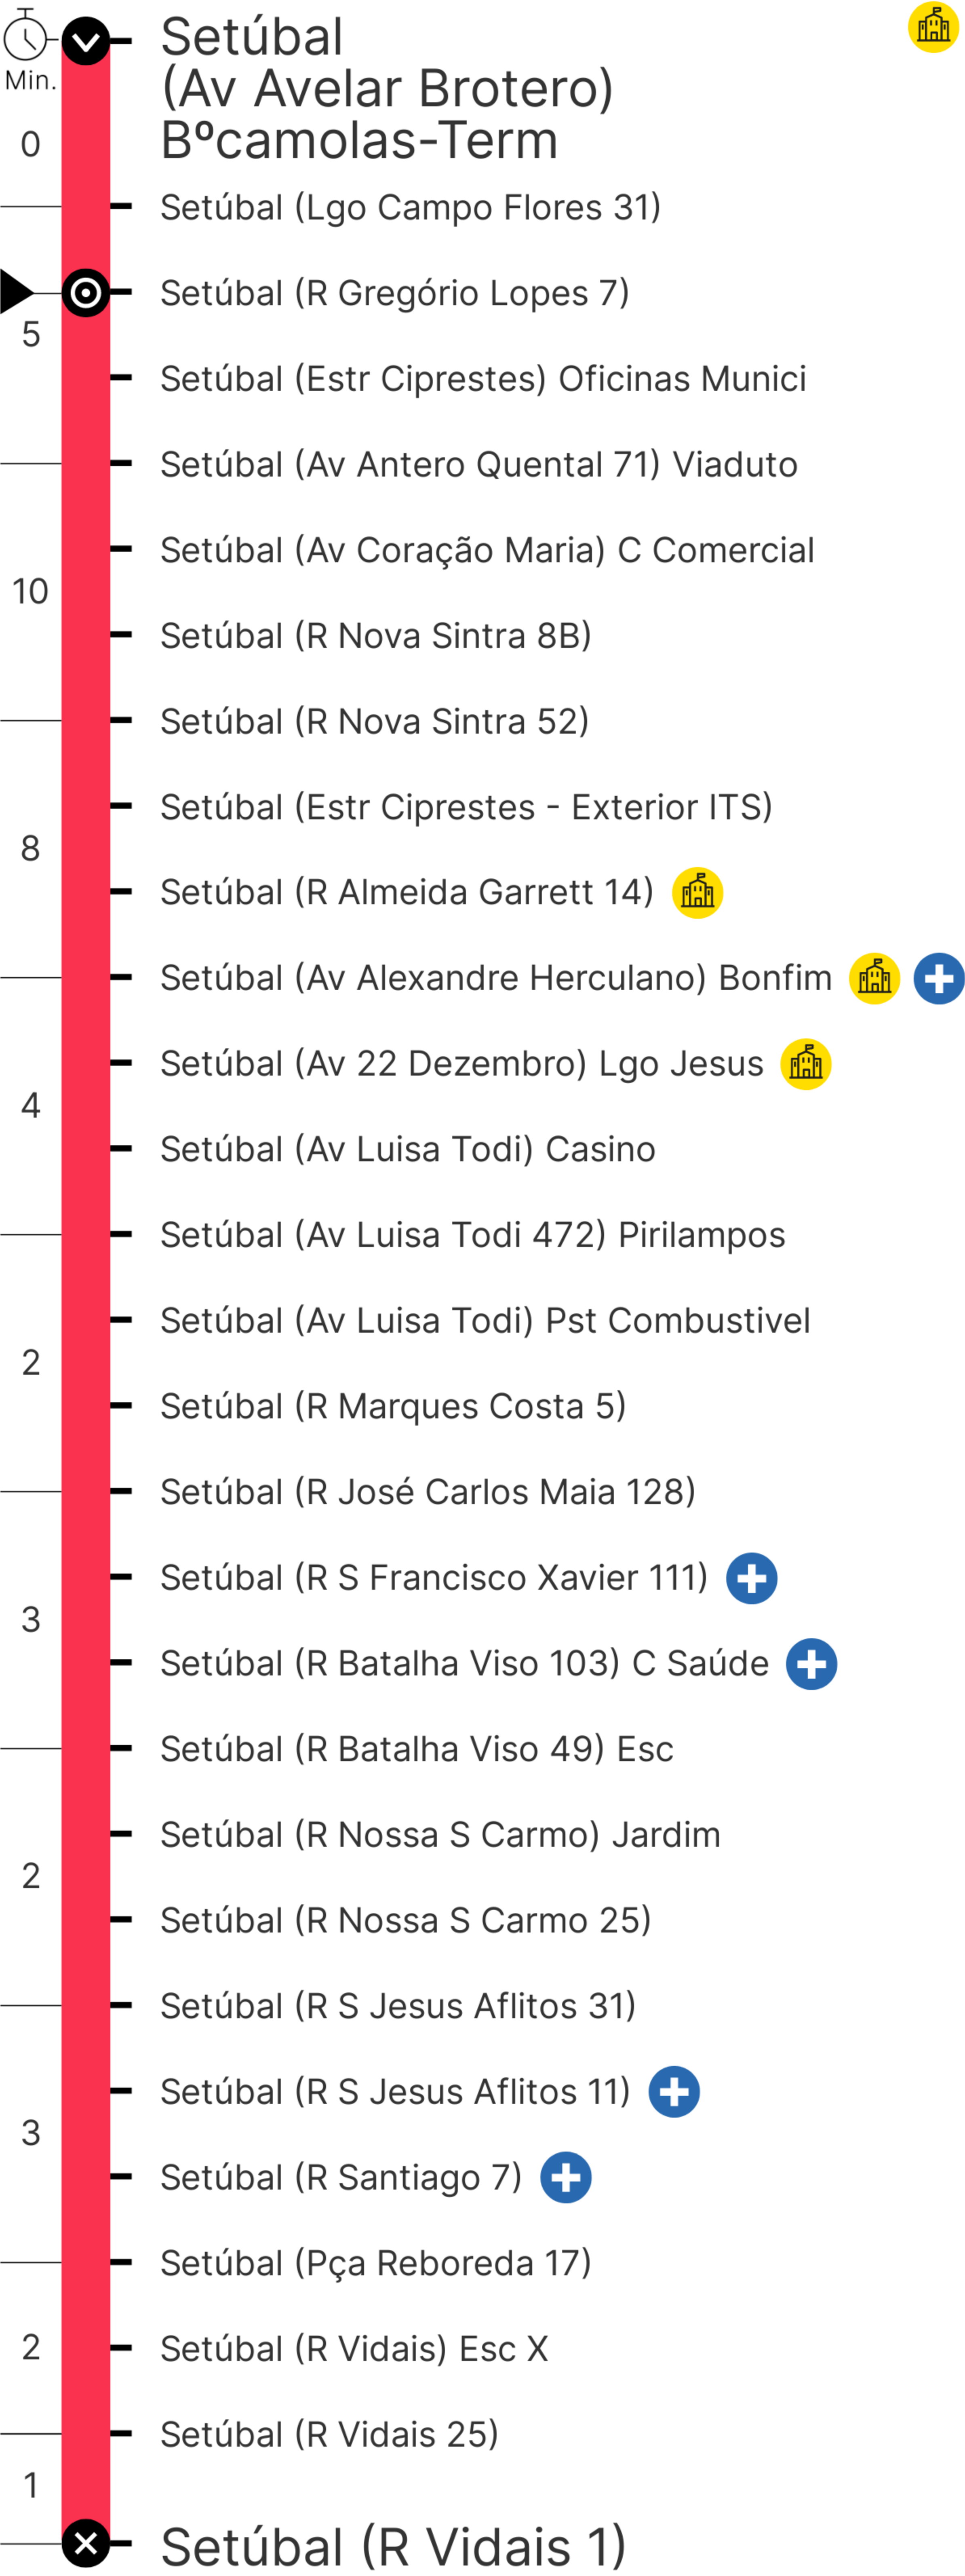 Setúbal
(Av Avelar Brotero)
Bºcamolas-Term
Min.
0
Setúbal (Lgo Campo Flores 31)
Setúbal (R Gregório Lopes 7)
5
Setúbal (Estr Ciprestes) Oficinas Munici
Setúbal (Av Antero Quental 71) Viaduto
Setúbal (Av Coração Maria) C Comercial
10
Setúbal (R Nova Sintra 8B)
Setúbal (R Nova Sintra 52)
Setúbal (Estr Ciprestes - Exterior ITS)
8
Setúbal (R Almeida Garrett 14)
Setúbal (Av Alexandre Herculano) Bonfim
Setúbal (Av 22 Dezembro) Lgo Jesus
4
Setúbal (Av Luisa Todi) Casino
Setúbal (Av Luisa Todi 472) Pirilampos
Setúbal (Av Luisa Todi) Pst Combustivel
2
Setúbal (R Marques Costa 5)
Setúbal (R José Carlos Maia 128)
Setúbal (R S Francisco Xavier 111)
3
Setúbal (R Batalha Viso 103) C Saúde
Setúbal (R Batalha Viso 49) Esc
Setúbal (R Nossa S Carmo) Jardim
2
Setúbal (R Nossa S Carmo 25)
Setúbal (R S Jesus Aflitos 31)
Setúbal (R S Jesus Aflitos 11)
3
Setúbal (R Santiago 7)
Setúbal (Pça Reboreda 17)
2
Setúbal (R Vidais) Esc X
Setúbal (R Vidais 25)
1
Setúbal (R Vidais 1)